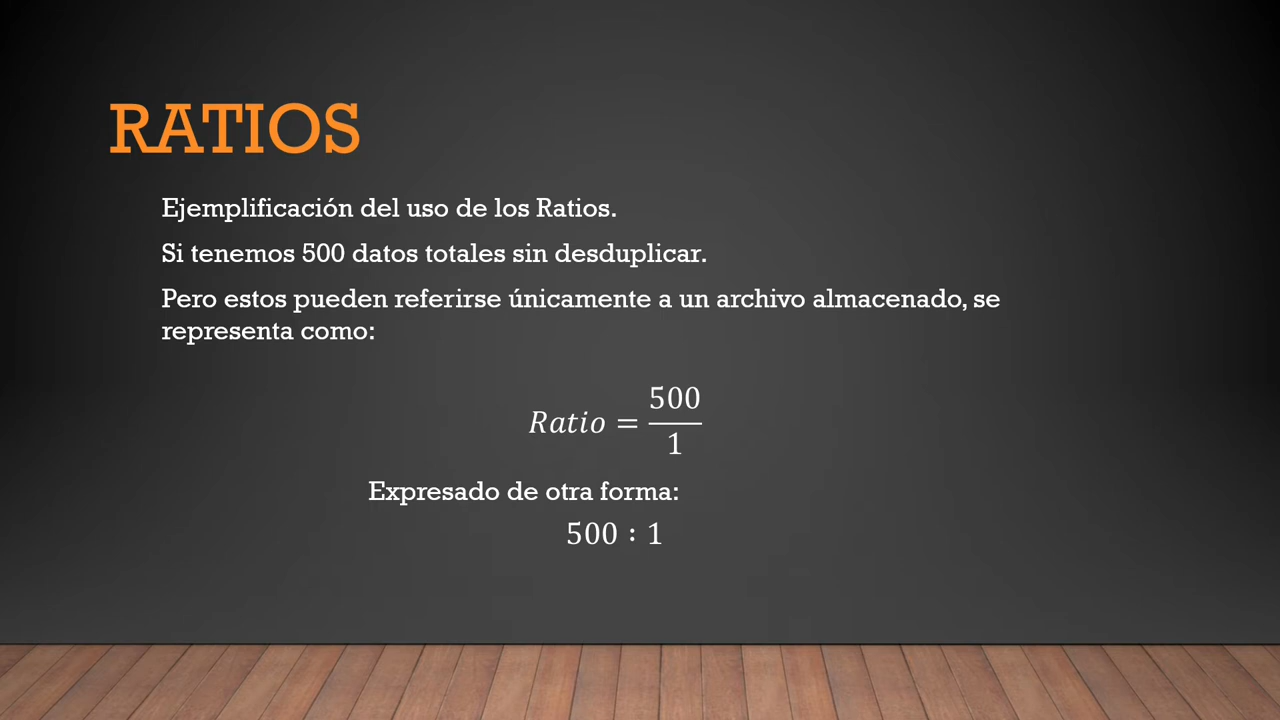 RATIOS
Ejemplificación del uso de los Ratios.
Si tenemos 500 datos totales sin desduplicar.
Pero estos pueden referirse únicamente a un archivo almacenado, se
representa como:
Ratio = 500/1
Expresado de otra forma:
500 : 1